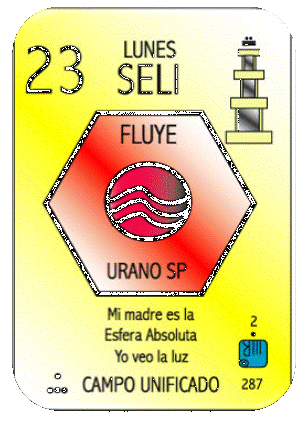 23
LUNES
SELI
FLUYE
URANO SP
Mi madre es la
Esfera Absoluta
Yo veo la luz
2
CAMPO UNIFICADO
287